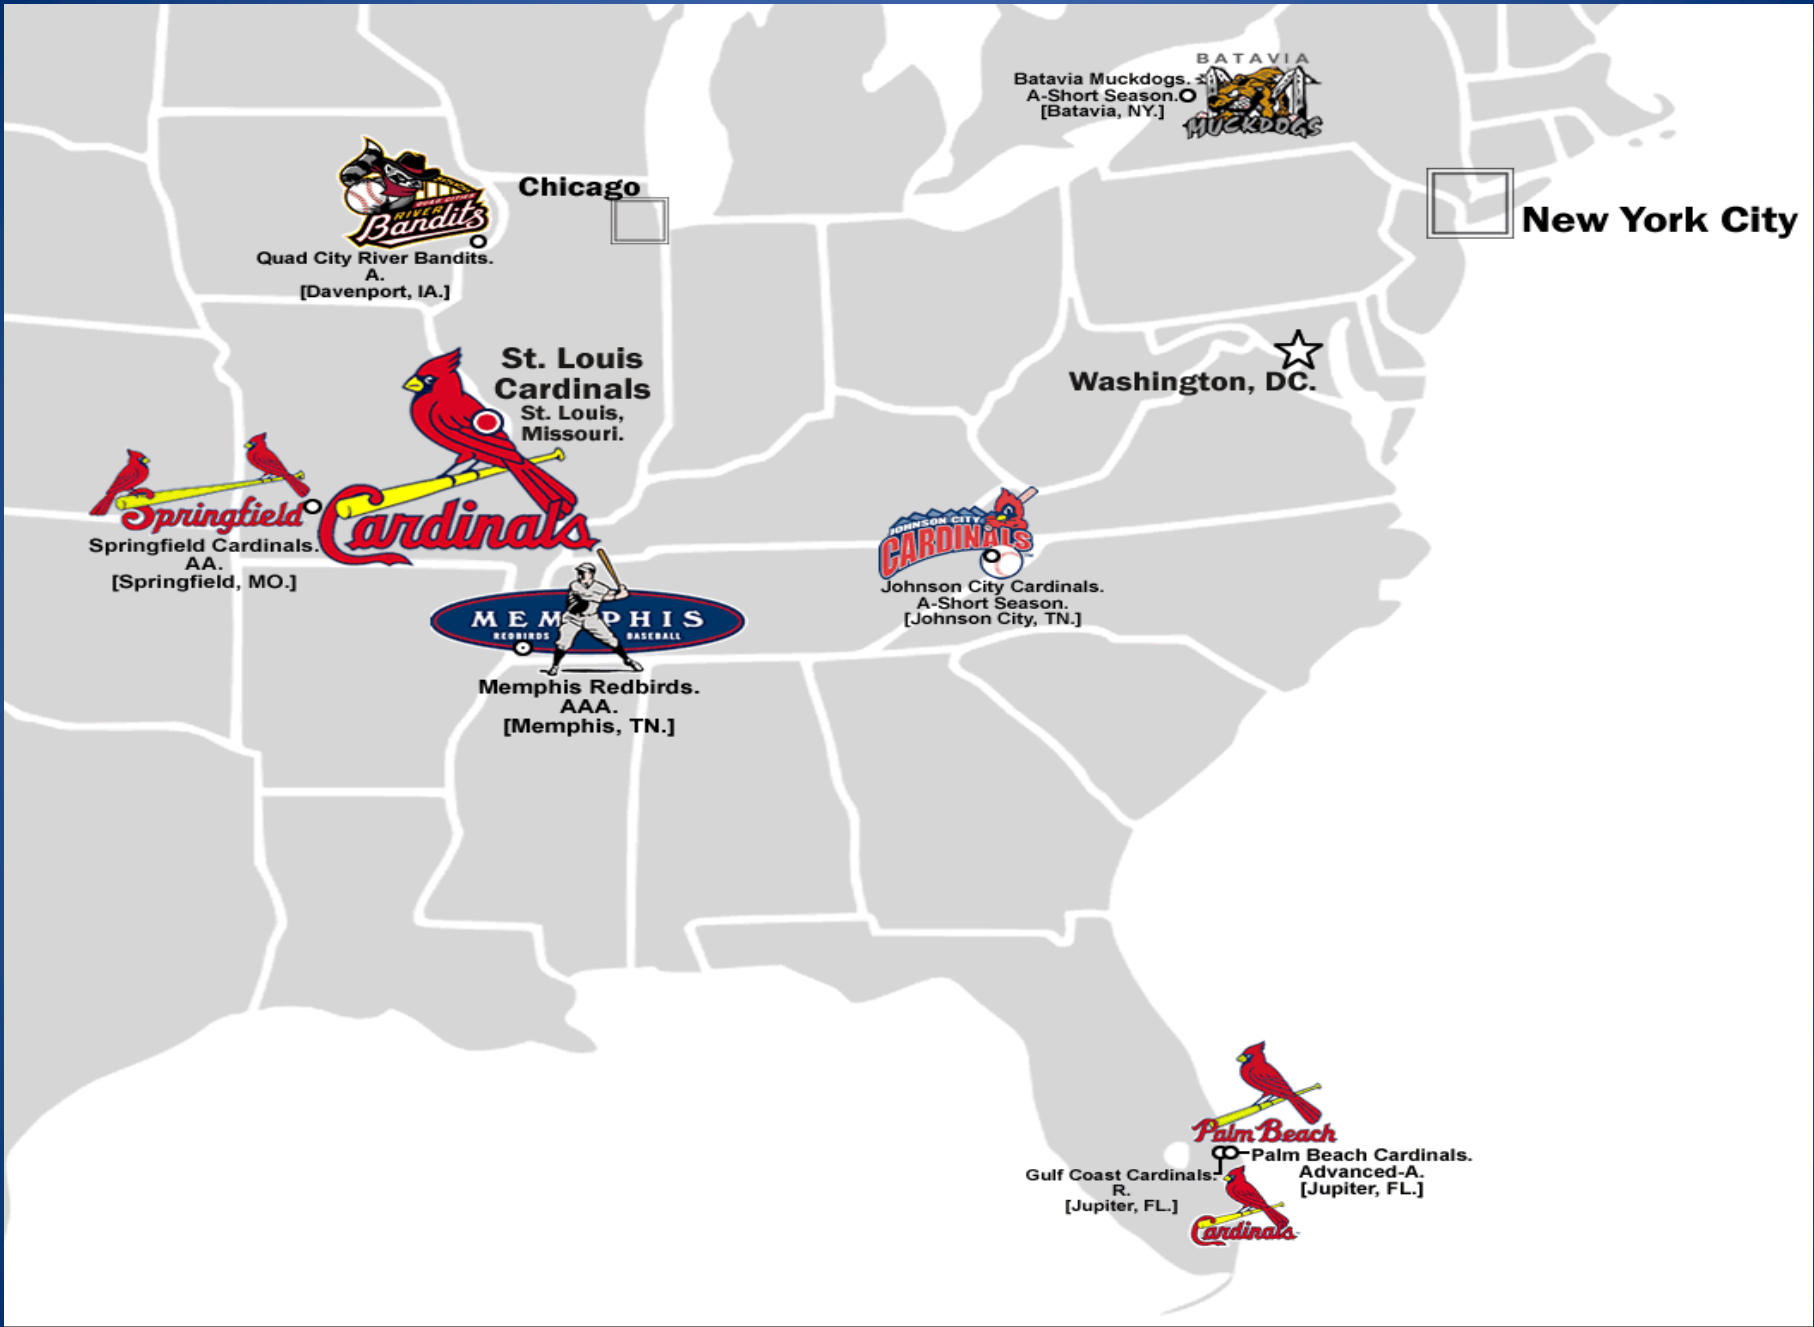 BATAVIA
MUCKDOGS
Batavia Muckdogs.
A-Short Season.
[Batavia, NY.]
New York City
Chicago
QUAD CITIES
RIVER
Bandits
Quad City River Bandits.
A.
[Davenport, IA.]
Washington, DC.
St. Louis
Cardinals
St. Louis,
Missouri.
Cardinals
Springfield
Springfield Cardinals.
AA.
[Springfield, MO.]
JOHNSON CITY
CARDINALS
Johnson City Cardinals.
A-Short Season.
[Johnson City, TN.]
MEMPHIS
REDBIRDS BASEBALL
Memphis Redbirds.
AAA.
[Memphis, TN.]
Palm Beach
Palm Beach Cardinals.
Advanced-A.
[Jupiter, FL.]
Gulf Coast Cardinals.
R.
[Jupiter, FL.]
Cardinals